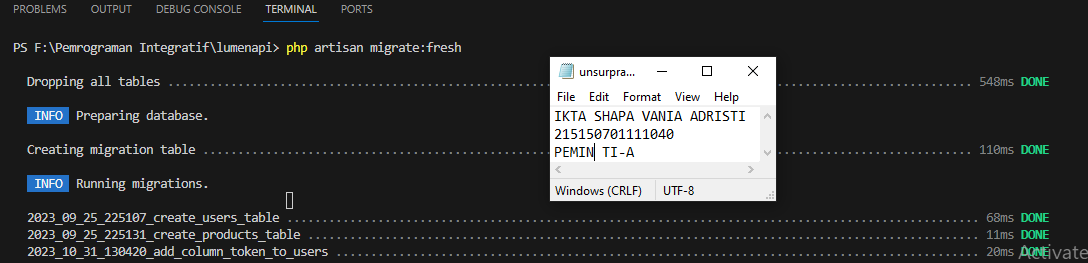 PROBLEMS OUTPUT DEBUG CONSOLE TERMINAL PORTS
PS F:\Pemrograman Integratif\lumenapi> php artisan migrate:fresh
Dropping all tables 548ms DONE
INFO Preparing database.
Creating migration table 110ms DONE
INFO Running migrations.
2023_09_25_225107_create_users_table 68ms DONE
2023_09_25_225131_create_products_table 11ms DONE
2023_10_31_130420_add_column_token_to_users 20ms DONE
unsurpra...
File Edit Format View Help
IKTA SHAPA VANIA ADRISTI
215150701111040
PEMIN TI-A
Windows (CRLF) UTF-8
Activate